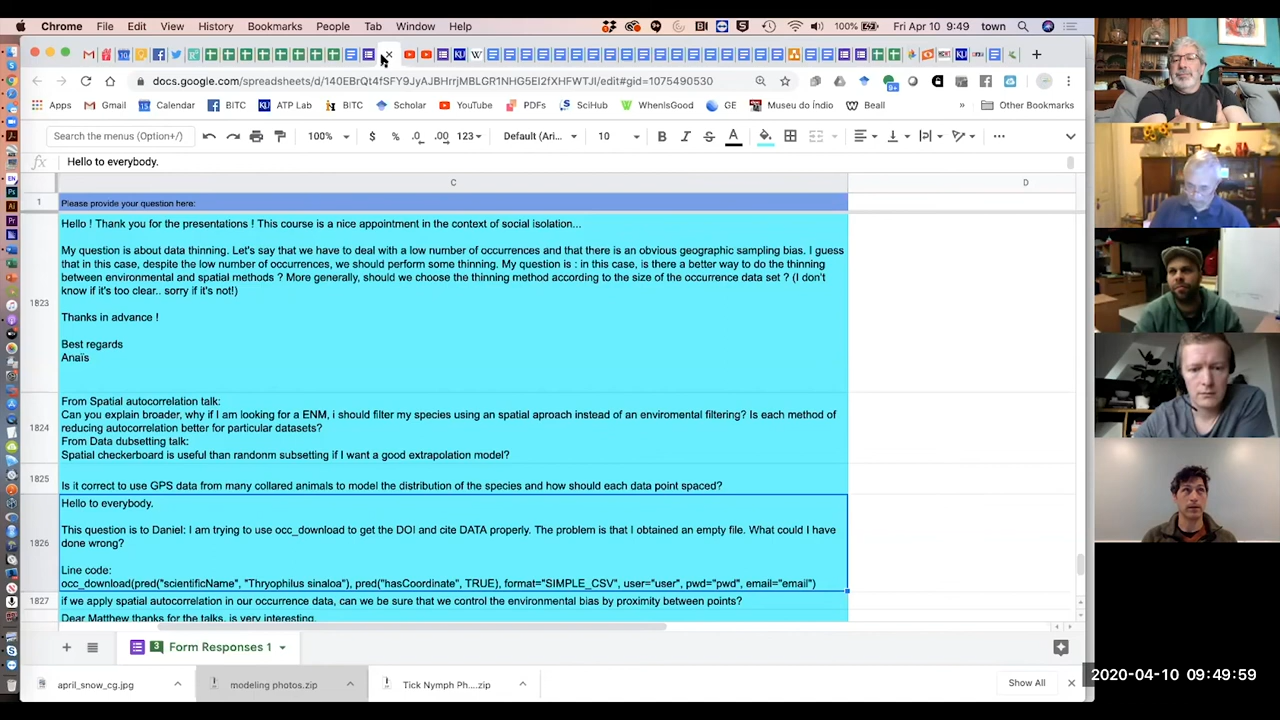 Chrome File Edit View History Bookmarks People Tab Window Help 100% Fri Apr 10 9:49 town
docs.google.com/spreadsheets/d/140EBrQt4fSFY9JyAJBHrrjMBLGR1NHG5EI2fXHFWTJI/edit#gid=1075490530
Apps Gmail Calendar BITC ATP Lab BITC Scholar YouTube PDFs SciHub WhenIsGood GE Museu do Índio Beall » Other Bookmarks
Search the menus (Option+/) 100% $ % .0 .00 123 Default (Ari... 10 B I S A
fx Hello to everybody.
C D
1 Please provide your question here:
Hello ! Thank you for the presentations ! This course is a nice appointment in the context of social isolation...
My question is about data thinning. Let's say that we have to deal with a low number of occurrences and that there is an obvious geographic sampling bias. I guess
that in this case, despite the low number of occurrences, we should perform some thinning. My question is : in this case, is there a better way to do the thinning
between environmental and spatial methods ? More generally, should we choose the thinning method according to the size of the occurrence data set ? (I don't
know if it's too clear.. sorry if it's not!)
1823
Thanks in advance !
Best regards
Anaïs
From Spatial autocorrelation talk:
Can you explain broader, why if I am looking for a ENM, i should filter my species using an spatial aproach instead of an enviromental filtering? Is each method of
1824 reducing autocorrelation better for particular datasets?
From Data dubsetting talk:
Spatial checkerboard is useful than randonm subsetting if I want a good extrapolation model?
1825 Is it correct to use GPS data from many collared animals to model the distribution of the species and how should each data point spaced?
Hello to everybody.
This question is to Daniel: I am trying to use occ_download to get the DOI and cite DATA properly. The problem is that I obtained an empty file. What could I have
1826 done wrong?
Line code:
occ_download(pred("scientificName", "Thryophilus sinaloa"), pred("hasCoordinate", TRUE), format="SIMPLE_CSV", user="user", pwd="pwd", email="email")
1827 if we apply spatial autocorrelation in our occurrence data, can we be sure that we control the environmental bias by proximity between points?
Dear Matthew thanks for the talks, is very interesting.
3 Form Responses 1
april_snow_cg.jpg modeling photos.zip Tick Nymph Ph....zip Show All
2020-04-10 09:49:59